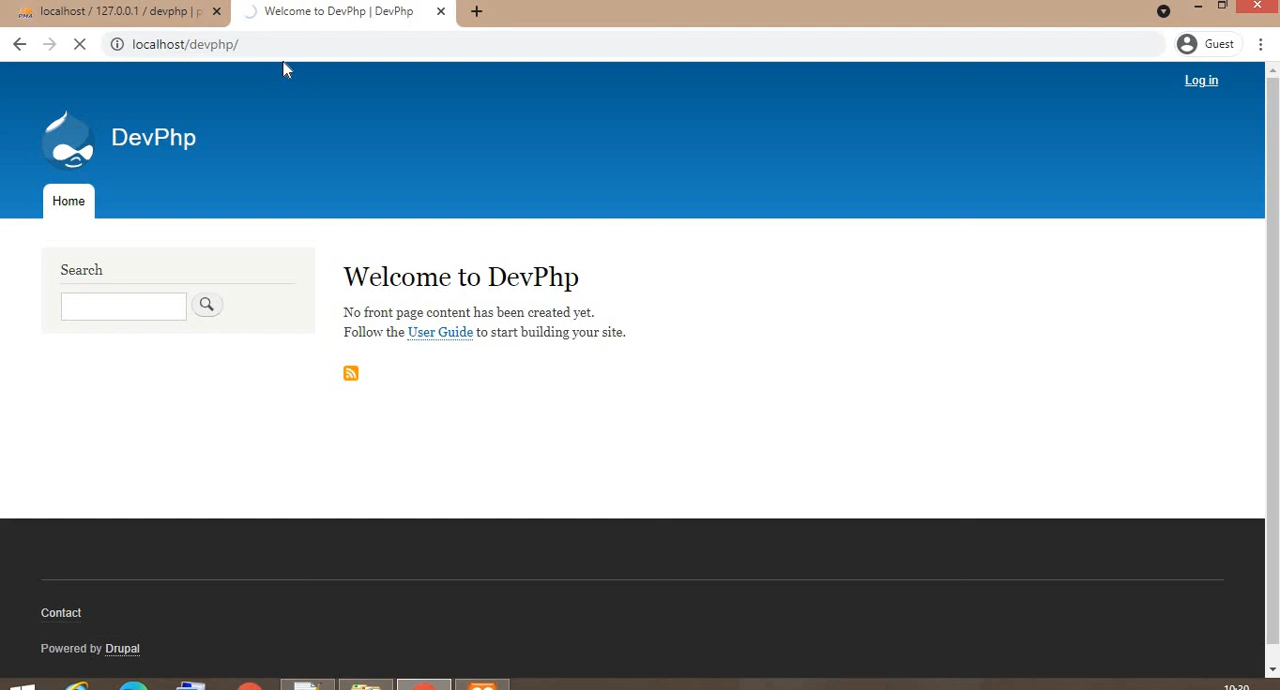 localhost / 127.0.0.1 / devphp | p
Welcome to DevPhp | DevPhp
localhost/devphp/
Guest
Log in
DevPhp
Home
Search
Welcome to DevPhp
No front page content has been created yet.
Follow the User Guide to start building your site.
Contact
Powered by Drupal